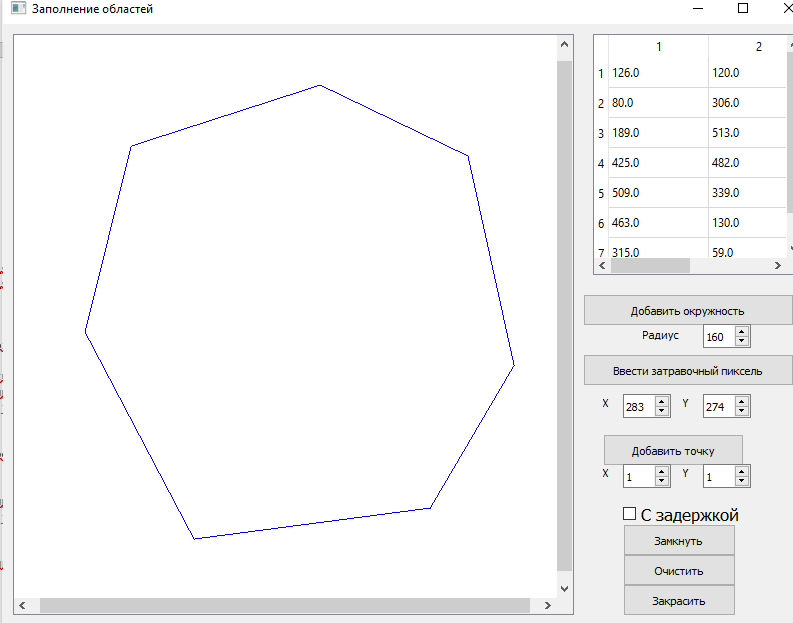 Заполнение областей
1 2
1 126.0 120.0
2 80.0 306.0
3 189.0 513.0
4 425.0 482.0
5 509.0 339.0
6 463.0 130.0
7 315.0 59.0
Добавить окружность
Радиус 160
Ввести затравочный пиксель
X 283 Y 274
Добавить точку
X 1 Y 1
С задержкой
Замкнуть
Очистить
Закрасить